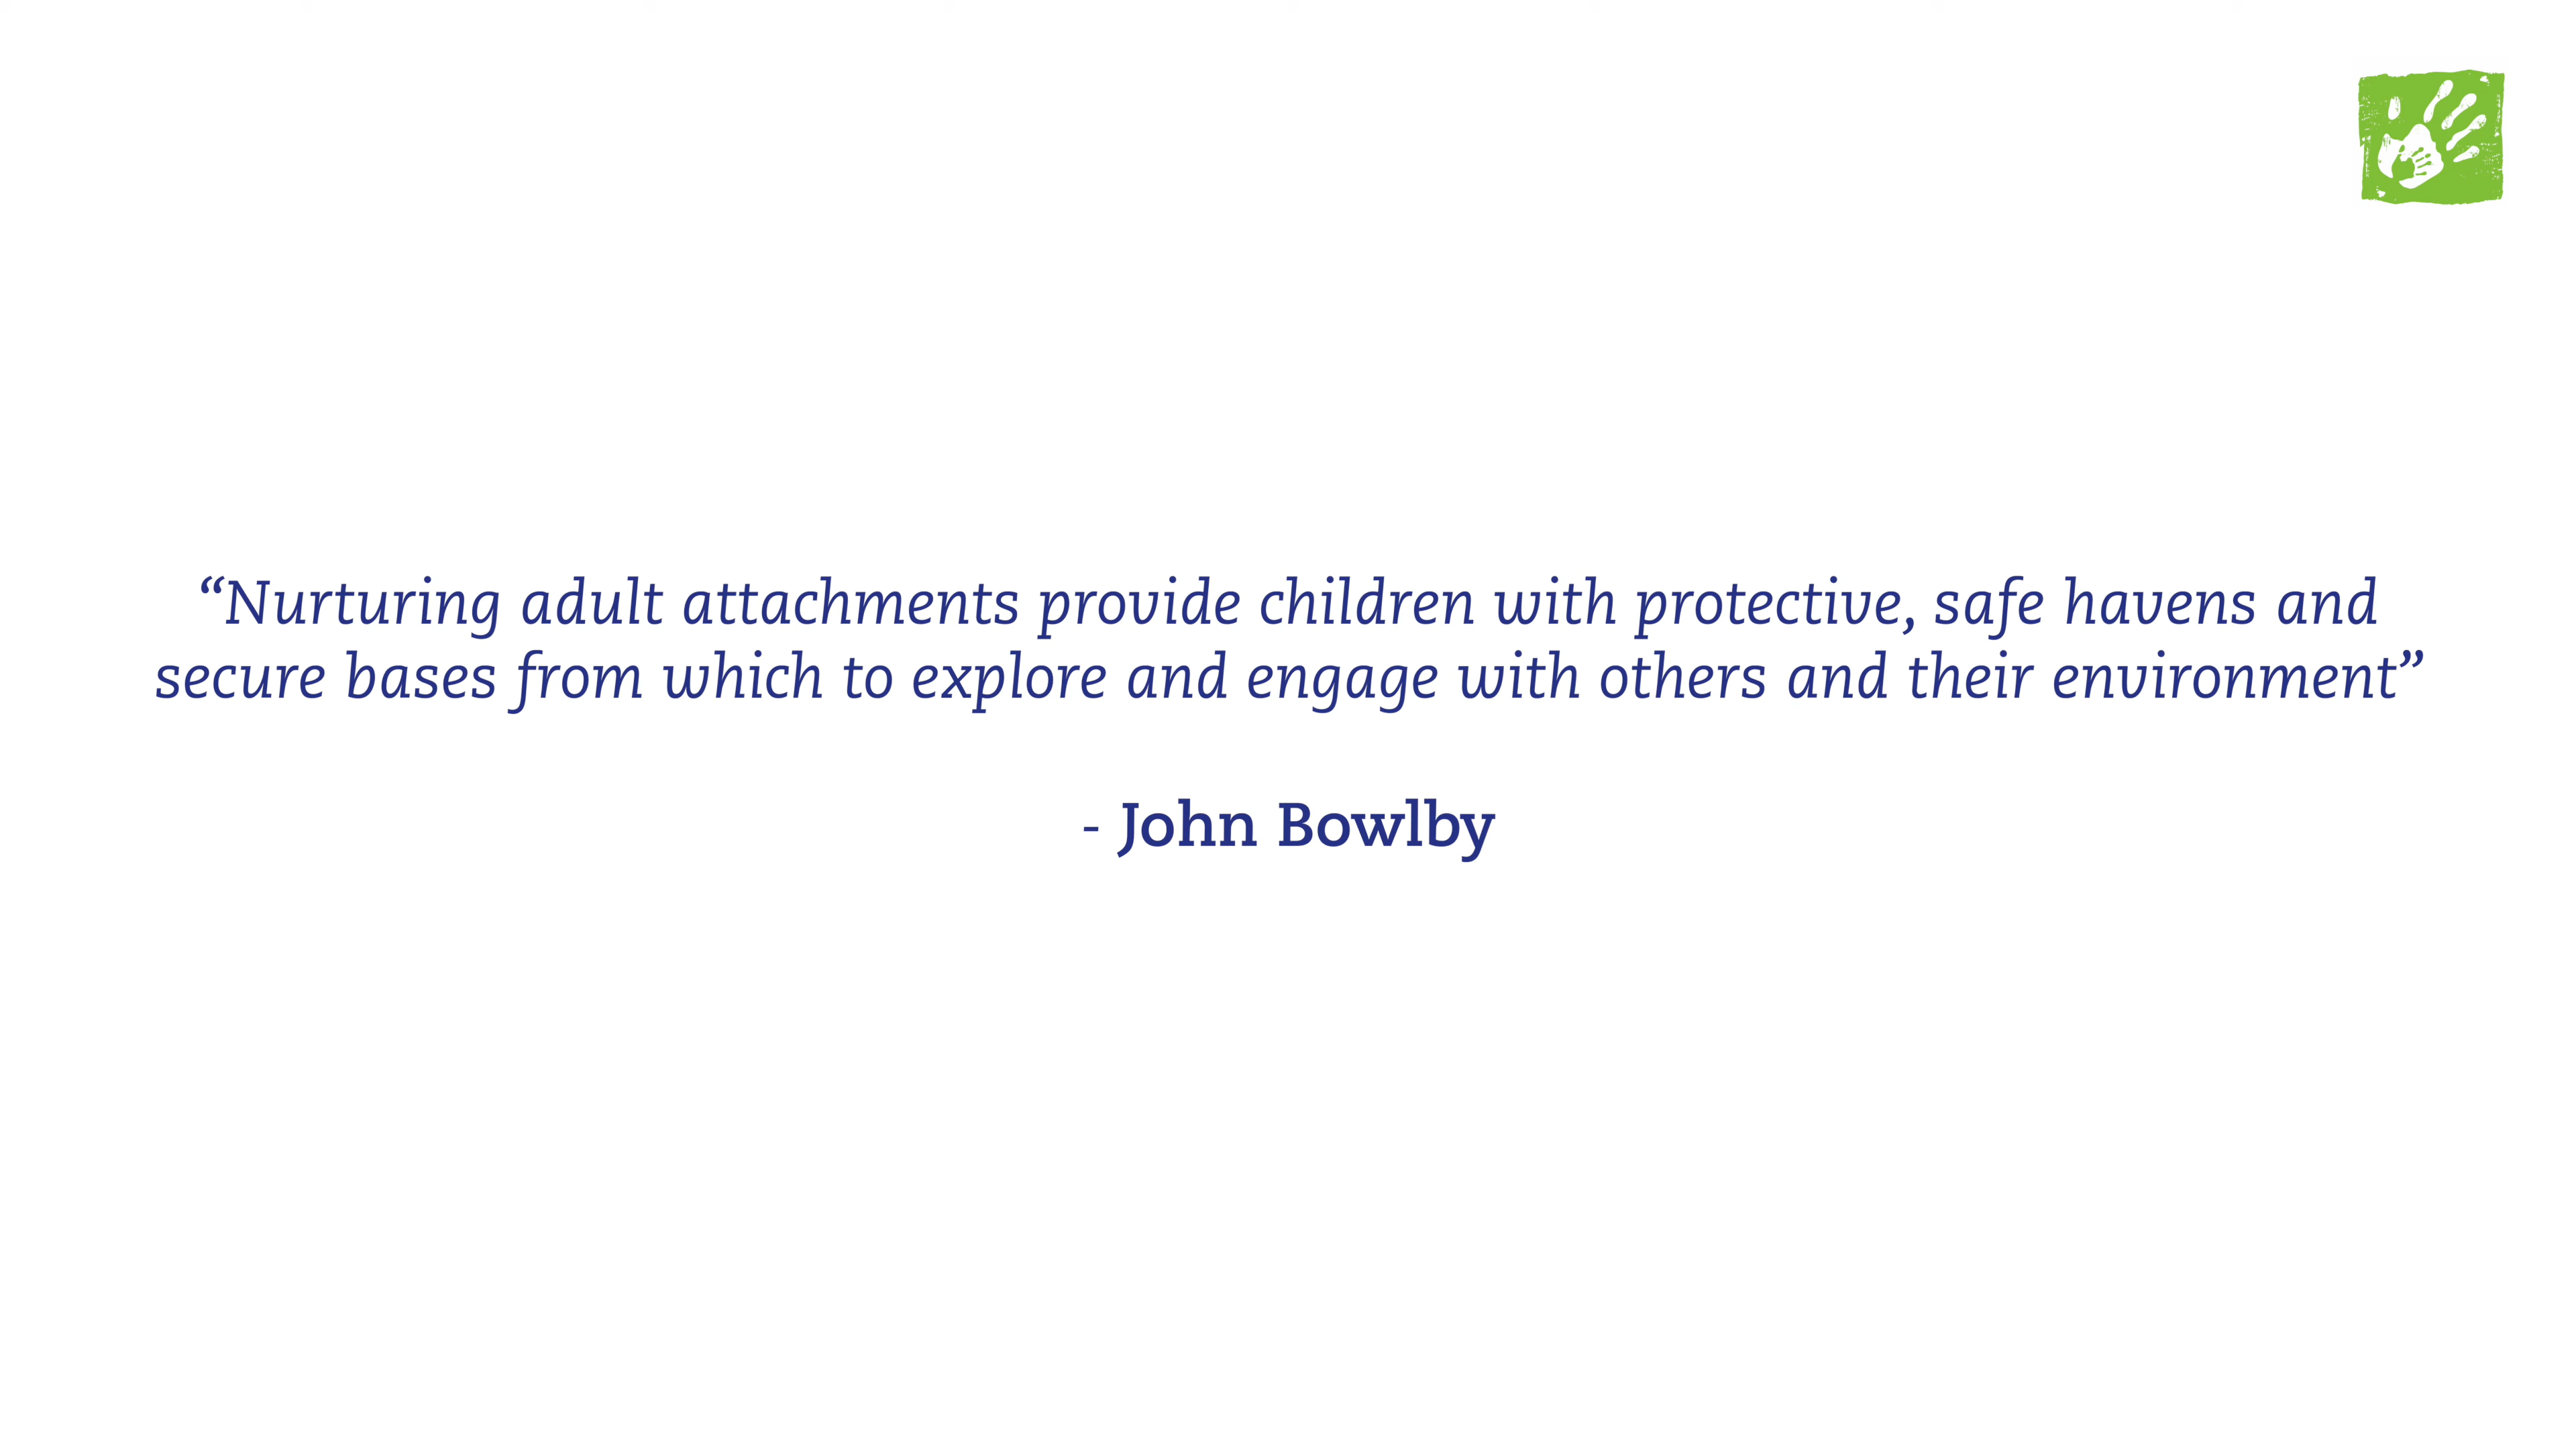 “Nurturing adult attachments provide children with protective, safe havens and
secure bases from which to explore and engage with others and their environment”
- John Bowlby